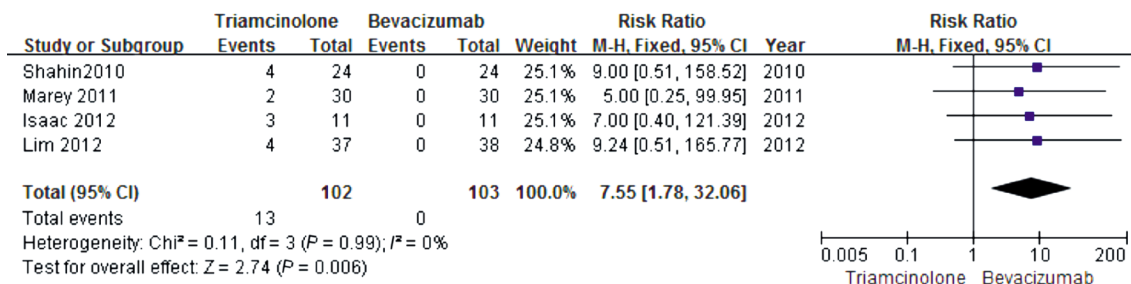 Triamcinolone Bevacizumab Risk Ratio Risk Ratio
Study or Subgroup Events Total Events Total Weight M-H, Fixed, 95% CI Year M-H, Fixed, 95% CI
Shahin2010 4 24 0 24 25.1% 9.00 [0.51, 158.52] 2010
Marey 2011 2 30 0 30 25.1% 5.00 [0.25, 99.95] 2011
Isaac 2012 3 11 0 11 25.1% 7.00 [0.40, 121.39] 2012
Lim 2012 4 37 0 38 24.8% 9.24 [0.51, 165.77] 2012
Total (95% CI) 102 103 100.0% 7.55 [1.78, 32.06]
Total events 13 0
Heterogeneity: Chi² = 0.11, df = 3 (P = 0.99); I² = 0%
Test for overall effect: Z = 2.74 (P = 0.006)
0.005 0.1 1 10 200
Triamcinolone Bevacizumab